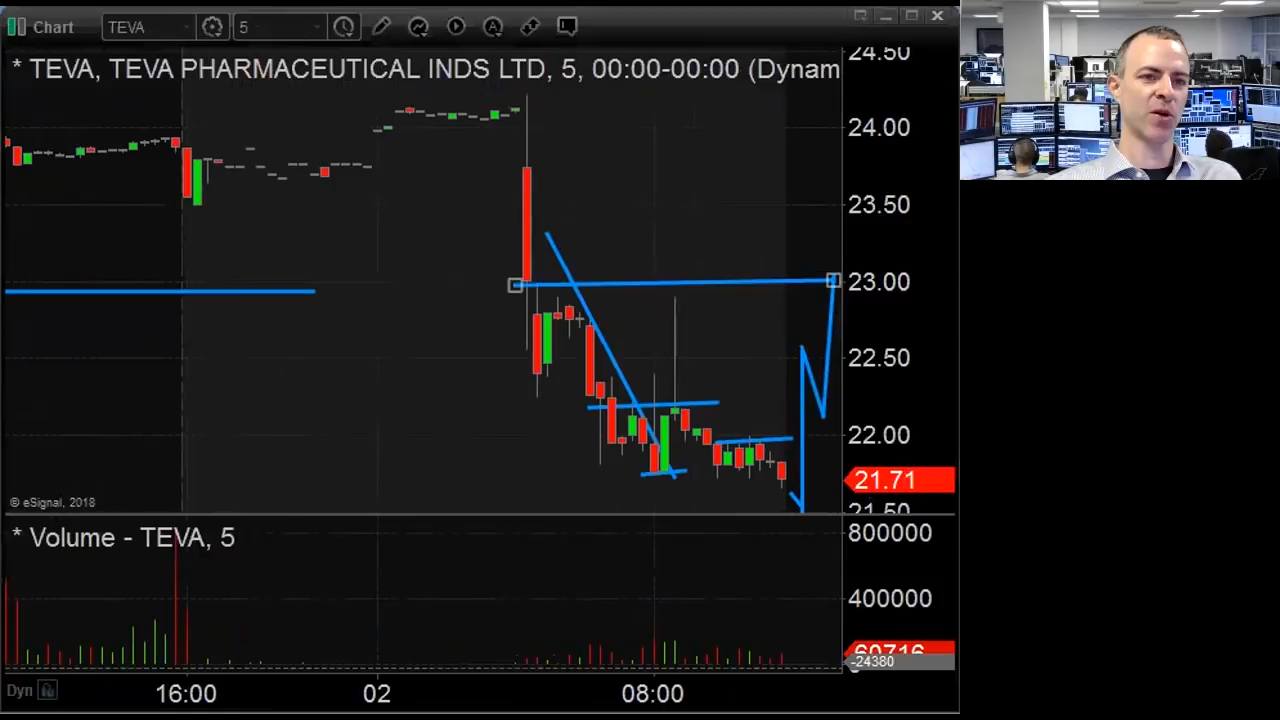 Chart TEVA 5
* TEVA, TEVA PHARMACEUTICAL INDS LTD, 5, 00:00-00:00 (Dynam
24.50
24.00
23.50
23.00
22.50
22.00
21.71
21.50
© eSignal, 2018
* Volume - TEVA, 5
800000
400000
60716
-24380
Dyn
16:00 02 08:00